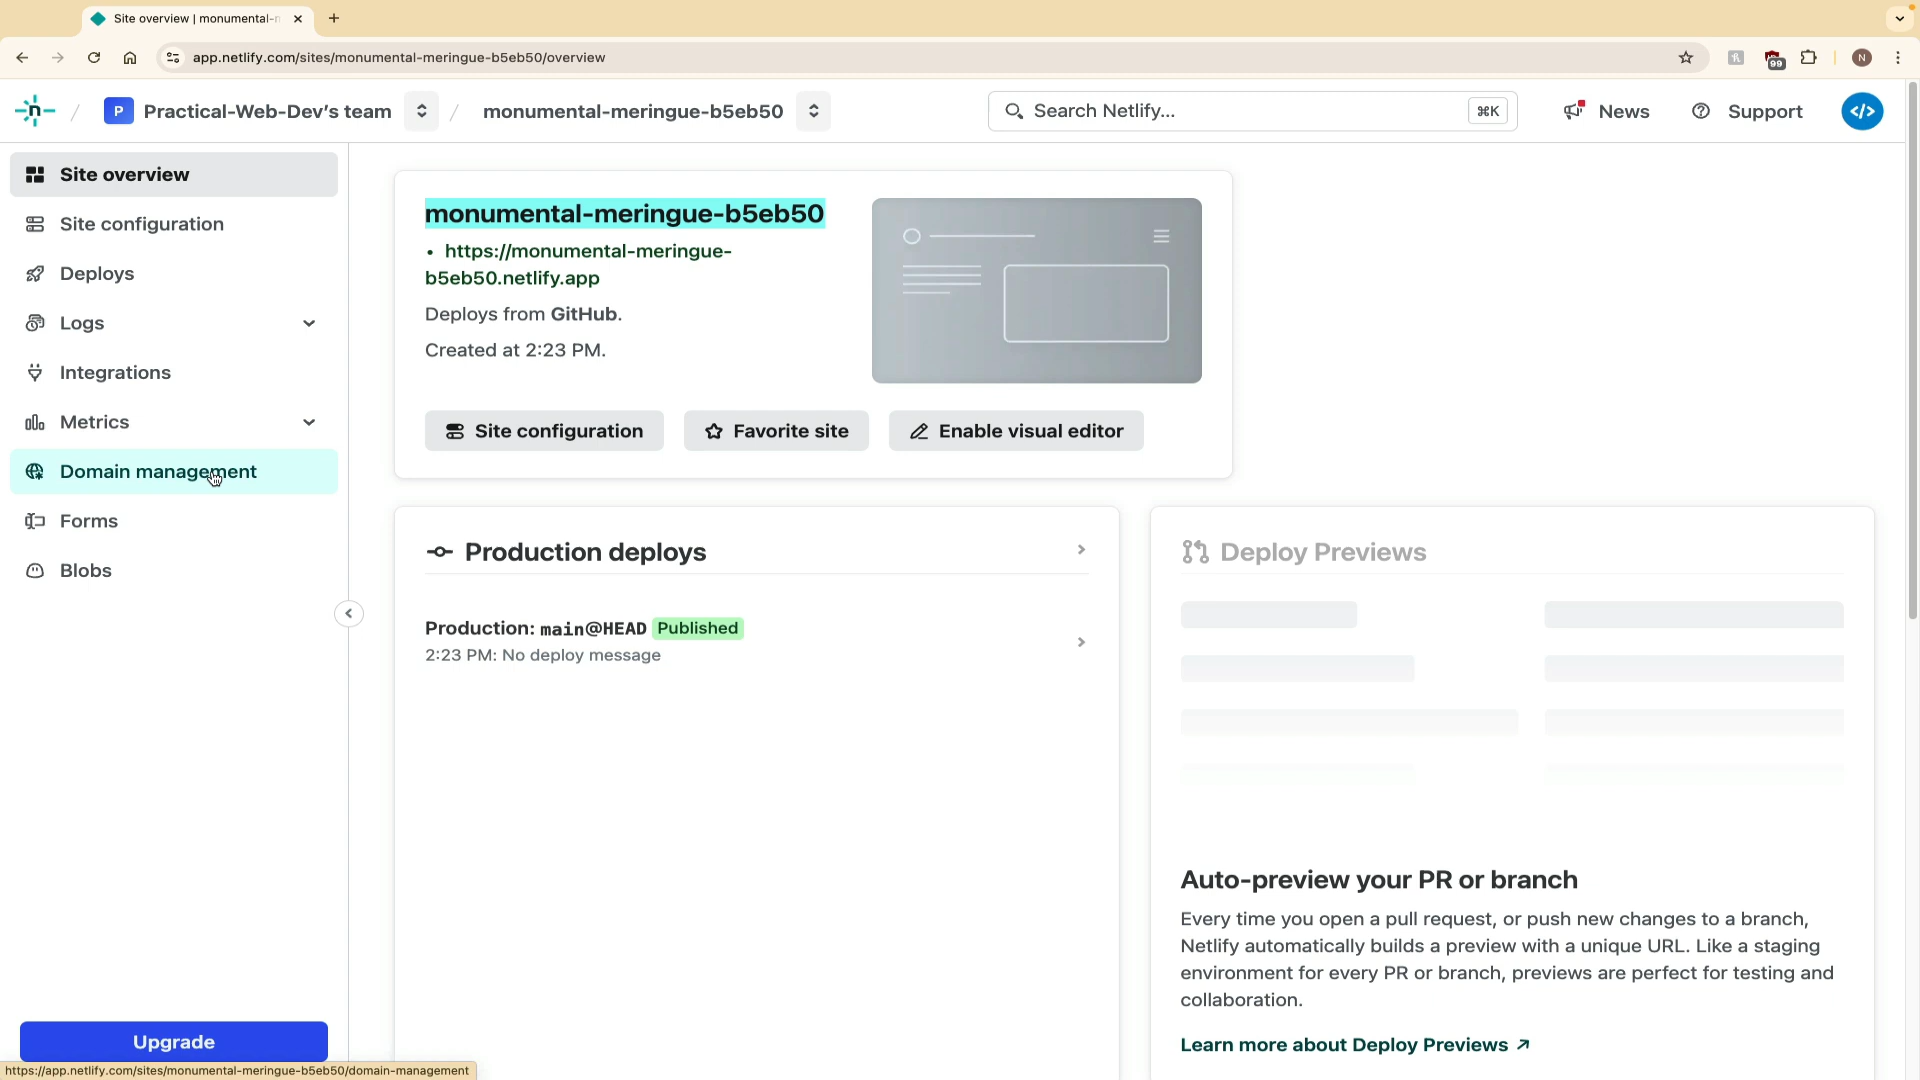 Site overview | monumental-m
app.netlify.com/sites/monumental-meringue-b5eb50/overview
99
N
n
/
P
Practical-Web-Dev’s team
/
monumental-meringue-b5eb50
Search Netlify...
⌘K
News
Support
</>
Site overview
Site configuration
Deploys
Logs
Integrations
Metrics
Domain management
Forms
Blobs
Upgrade
https://app.netlify.com/sites/monumental-meringue-b5eb50/domain-management
monumental-meringue-b5eb50
• https://monumental-meringue-
b5eb50.netlify.app
Deploys from GitHub.
Created at 2:23 PM.
Site configuration
Favorite site
Enable visual editor
Production deploys
Production: main@HEAD Published
2:23 PM: No deploy message
Deploy Previews
Auto-preview your PR or branch
Every time you open a pull request, or push new changes to a branch,
Netlify automatically builds a preview with a unique URL. Like a staging
environment for every PR or branch, previews are perfect for testing and
collaboration.
Learn more about Deploy Previews ↗